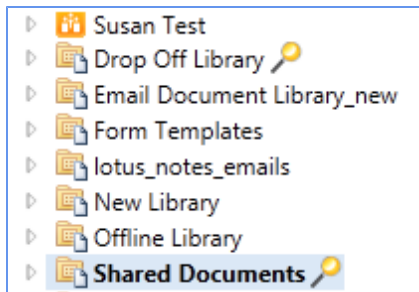 Susan Test
Drop Off Library
Email Document Library_new
Form Templates
lotus_notes_emails
New Library
Offline Library
Shared Documents